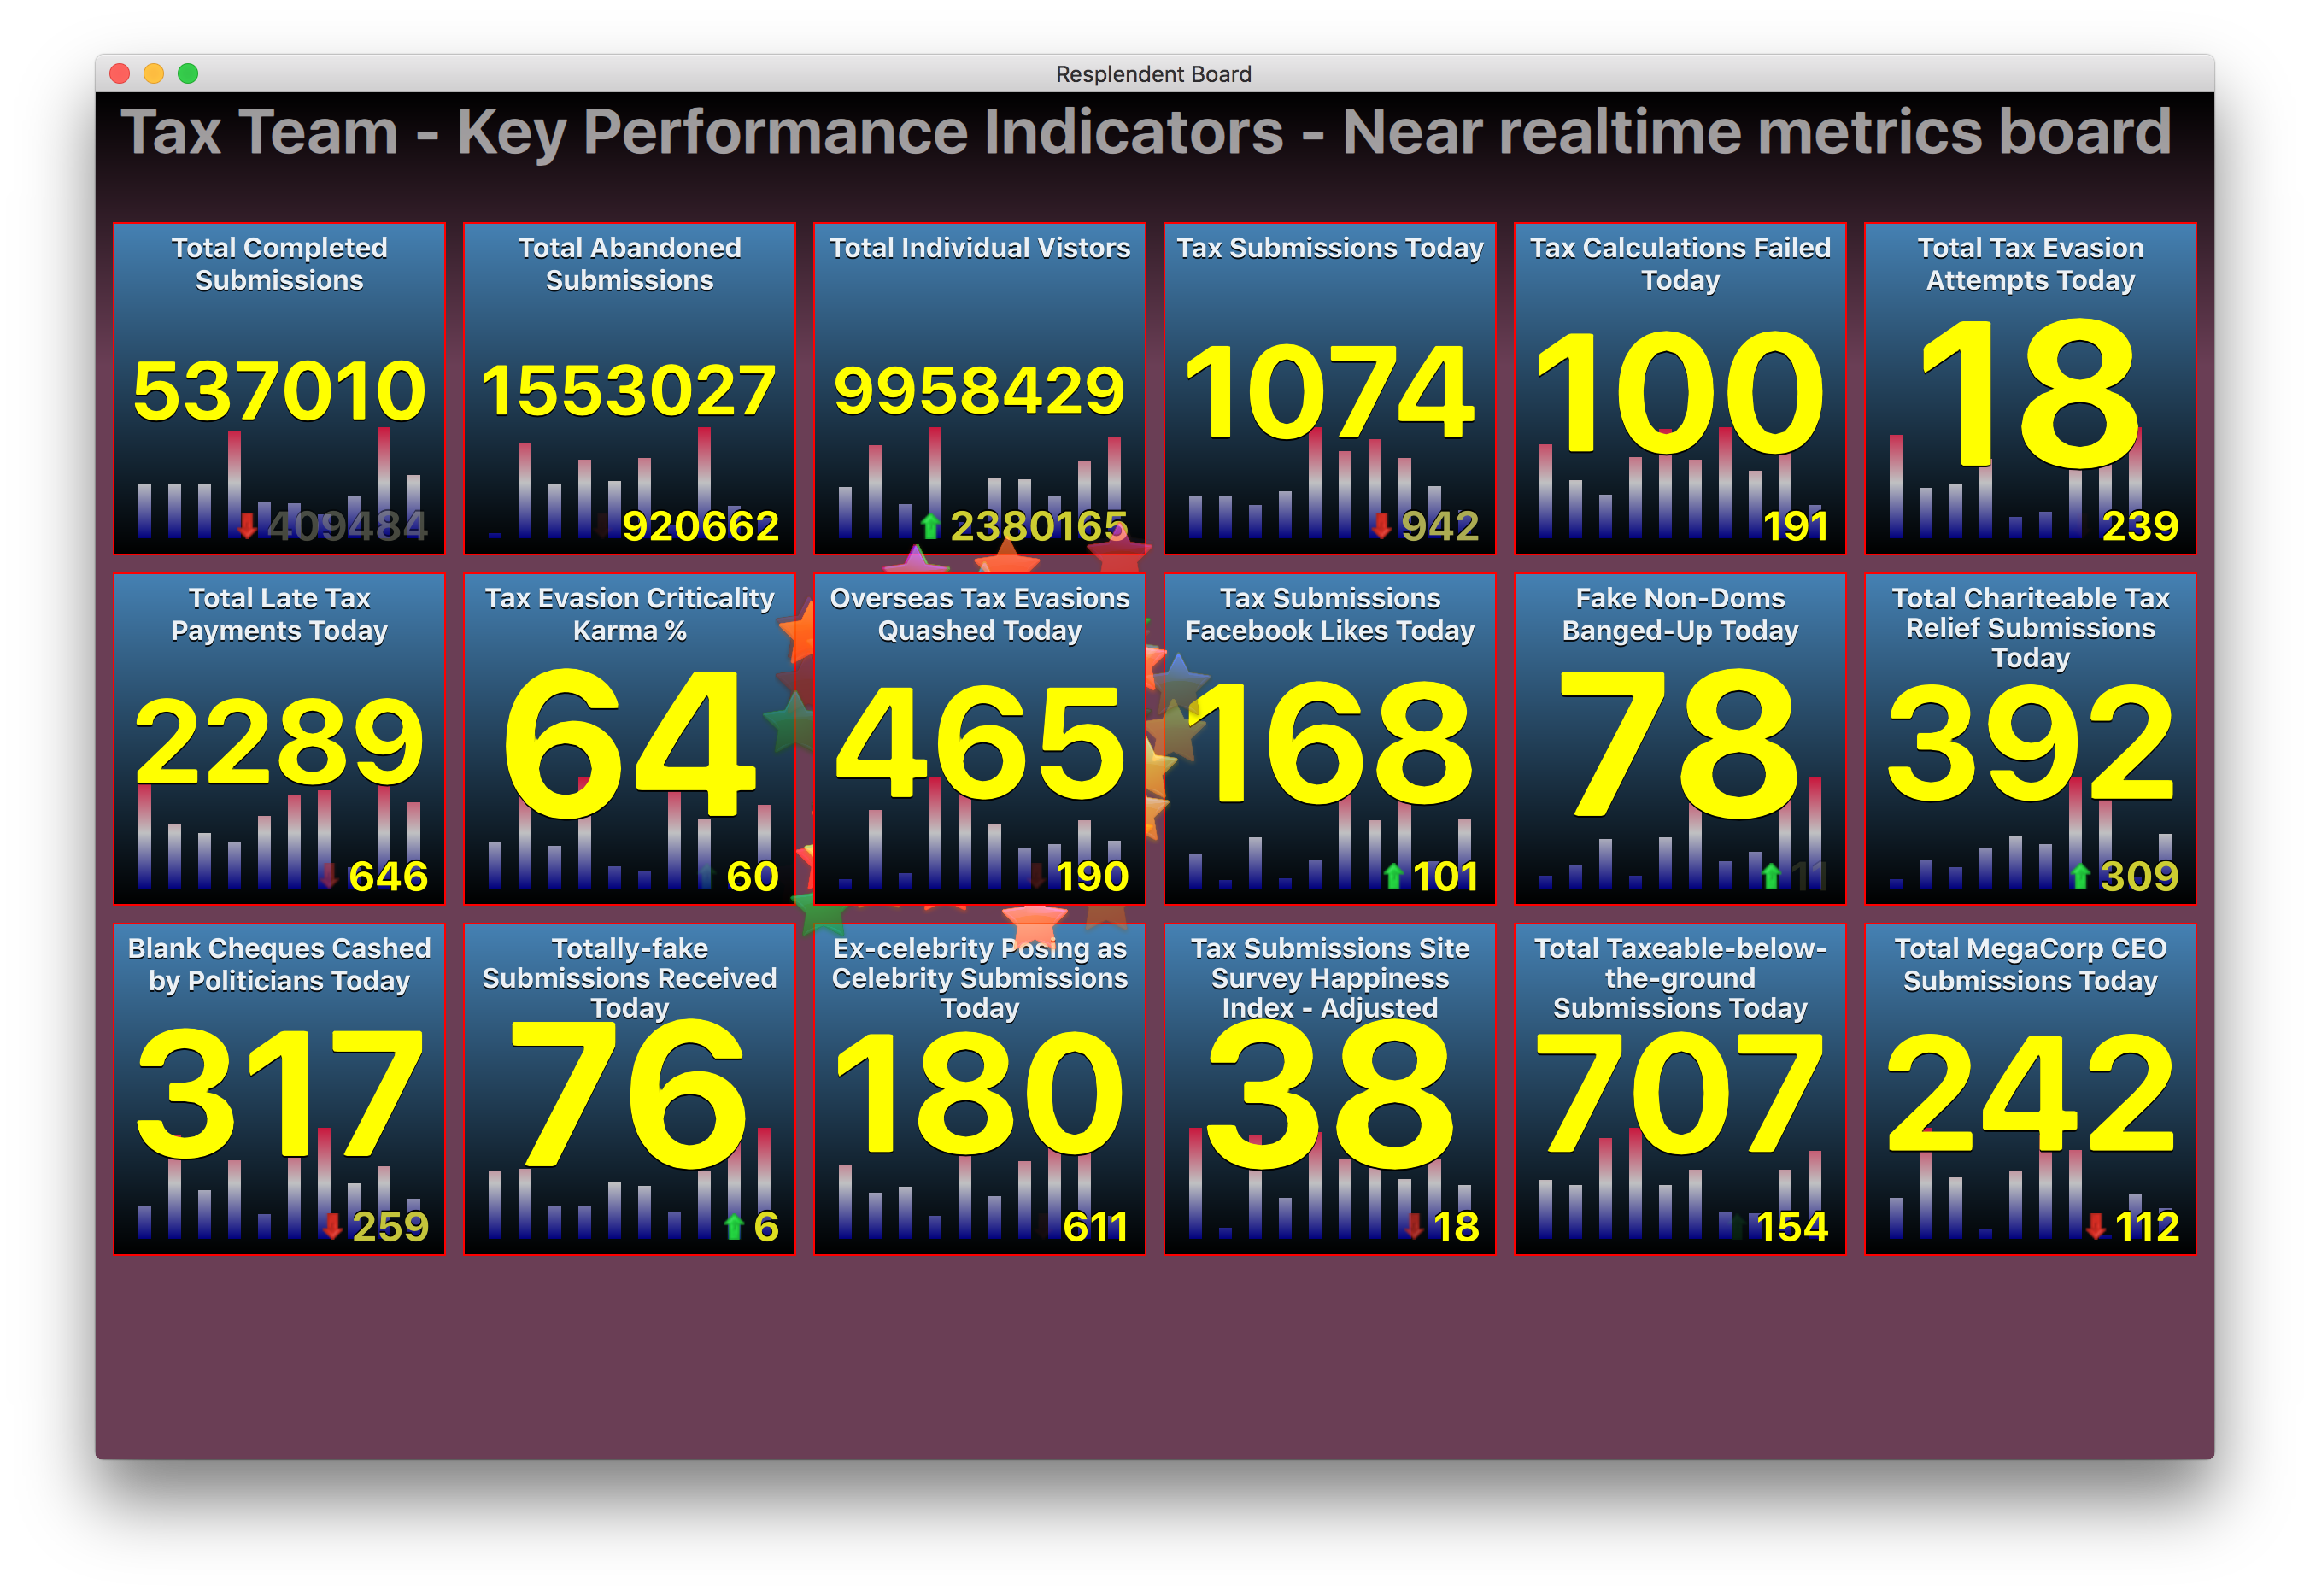 Resplendent Board
Tax Team - Key Performance Indicators - Near realtime metrics board
Total Completed
Submissions
537010
409484
Total Abandoned
Submissions
1553027
920662
Total Individual Vistors
9958429
2380165
Tax Submissions Today
1074
942
Tax Calculations Failed
Today
100
191
Total Tax Evasion
Attempts Today
18
239
Total Late Tax
Payments Today
2289
646
Tax Evasion Criticality
Karma %
64
60
Overseas Tax Evasions
Quashed Today
465
190
Tax Submissions
Facebook Likes Today
168
101
Fake Non-Doms
Banged-Up Today
78
11
Total Chariteable Tax
Relief Submissions
Today
392
309
Blank Cheques Cashed
by Politicians Today
317
259
Totally-fake
Submissions Received
Today
76
6
Ex-celebrity Posing as
Celebrity Submissions
Today
180
611
Tax Submissions Site
Survey Happiness
Index - Adjusted
38
18
Total Taxeable-below-
the-ground
Submissions Today
707
154
Total MegaCorp CEO
Submissions Today
242
112